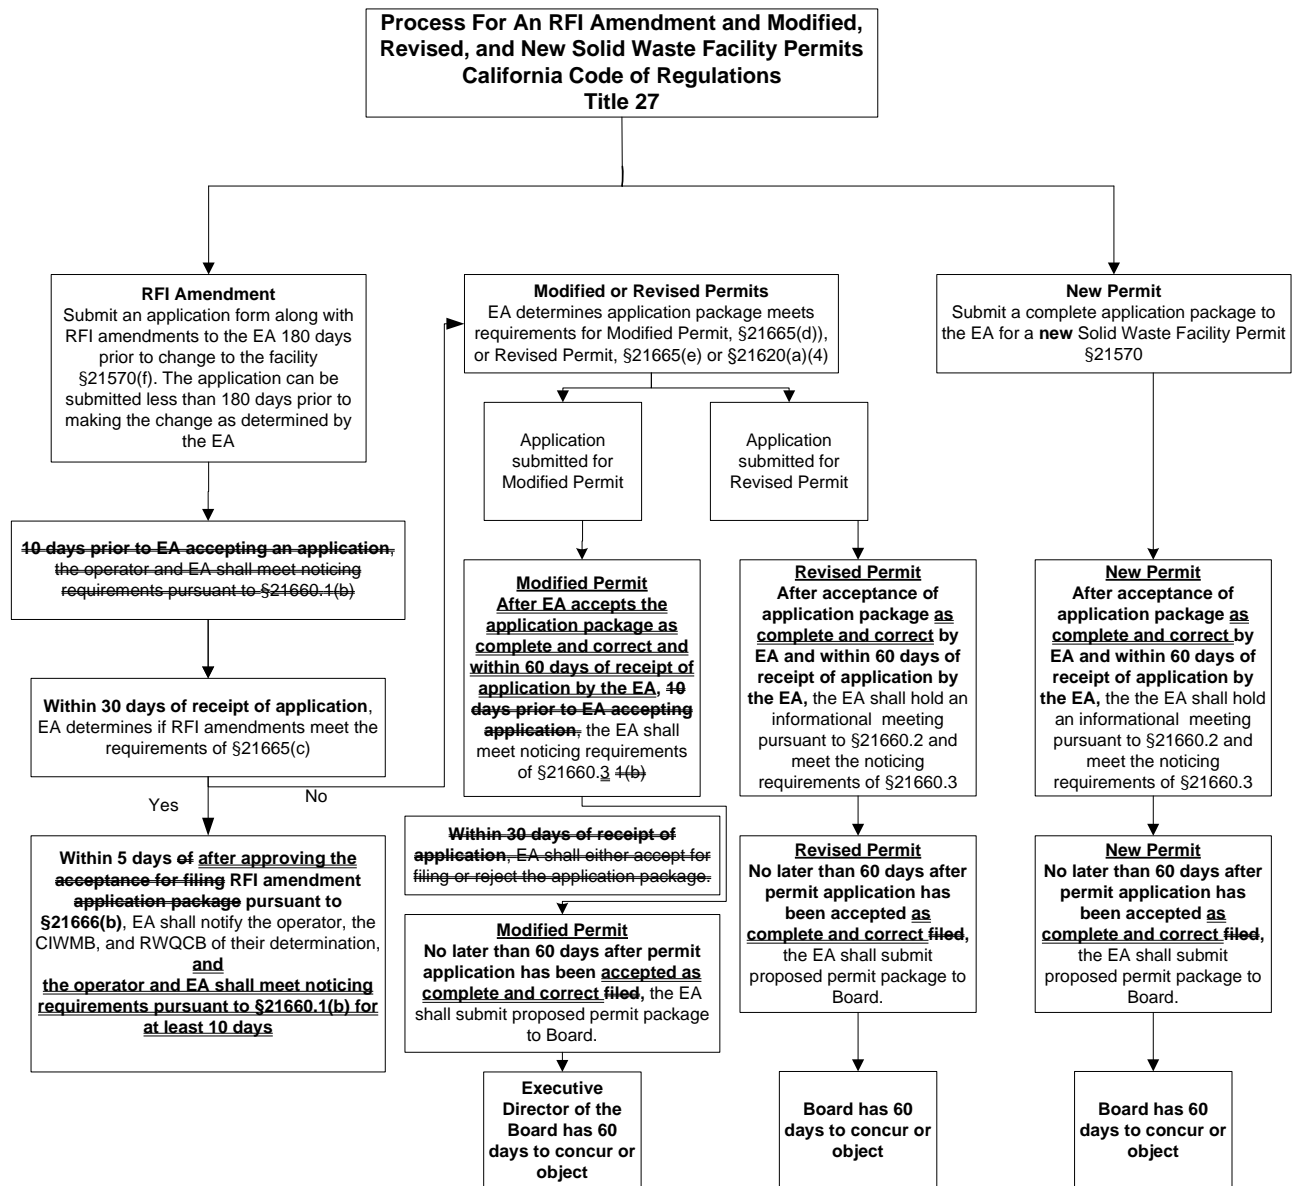 Process For An RFI Amendment and Modified,
Revised, and New Solid Waste Facility Permits
California Code of Regulations
Title 27
RFI Amendment
Submit an application form along with
RFI amendments to the EA 180 days
prior to change to the facility
§21570(f). The application can be
submitted less than 180 days prior to
making the change as determined by
the EA
10 days prior to EA accepting an application,
the operator and EA shall meet noticing
requirements pursuant to §21660.1(b)
Within 30 days of receipt of application,
EA determines if RFI amendments meet the
requirements of §21665(c)
Yes
No
Within 5 days of after approving the
acceptance for filing RFI amendment
application package pursuant to
§21666(b), EA shall notify the operator, the
CIWMB, and RWQCB of their determination,
and
the operator and EA shall meet noticing
requirements pursuant to §21660.1(b) for
at least 10 days
Modified or Revised Permits
EA determines application package meets
requirements for Modified Permit, §21665(d)),
or Revised Permit, §21665(e) or §21620(a)(4)
Application
submitted for
Modified Permit
Application
submitted for
Revised Permit
Modified Permit
After EA accepts the
application package as
complete and correct and
within 60 days of receipt of
application by the EA, 10
days prior to EA accepting
application, the EA shall
meet noticing requirements
of §21660.3 1(b)
Within 30 days of receipt of
application, EA shall either accept for
filing or reject the application package.
Modified Permit
No later than 60 days after permit
application has been accepted as
complete and correct filed, the EA
shall submit proposed permit package
to Board.
Executive
Director of the
Board has 60
days to concur or
object
Revised Permit
After acceptance of
application package as
complete and correct by
EA and within 60 days of
receipt of application by
the EA, the EA shall hold an
informational meeting
pursuant to §21660.2 and
meet the noticing
requirements of §21660.3
Revised Permit
No later than 60 days after
permit application has
been accepted as
complete and correct filed,
the EA shall submit
proposed permit package to
Board.
Board has 60
days to concur or
object
New Permit
Submit a complete application package to
the EA for a new Solid Waste Facility Permit
§21570
New Permit
After acceptance of
application package as
complete and correct by
EA and within 60 days of
receipt of application by
the EA, the the EA shall hold
an informational meeting
pursuant to §21660.2 and
meet the noticing
requirements of §21660.3
New Permit
No later than 60 days after
permit application has
been accepted as
complete and correct filed,
the EA shall submit
proposed permit package to
Board.
Board has 60
days to concur or
object